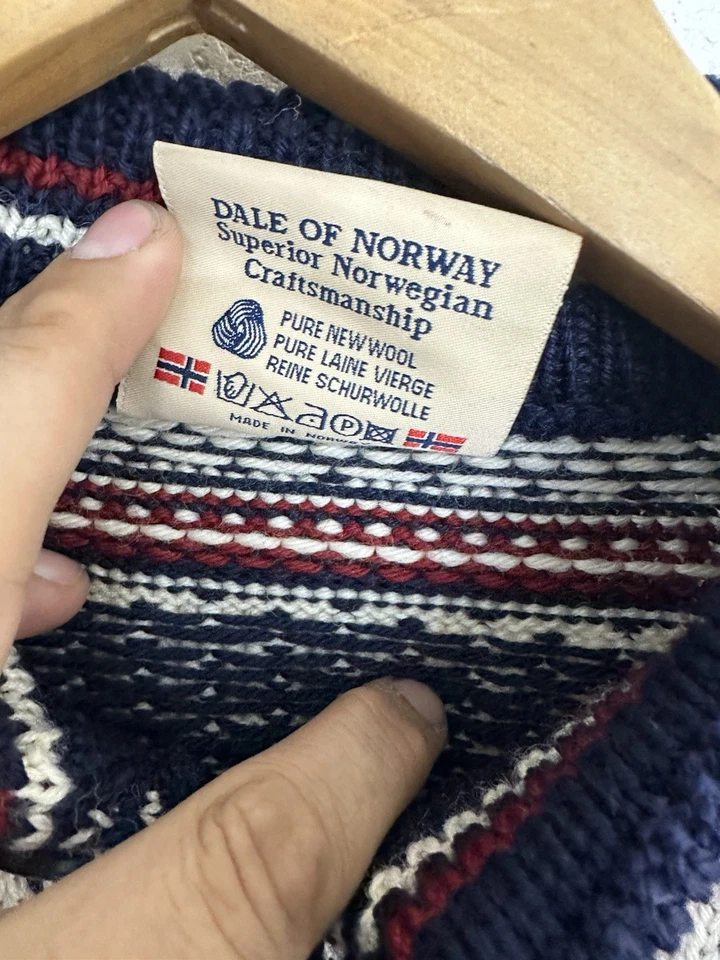 DALE OF NORWAY
Superior Norwegian
Craftsmanship
PURE NEW WOOL
PURE LAINE VIERGE
REINE SCHURWOLLE
P
MADE IN NORWAY